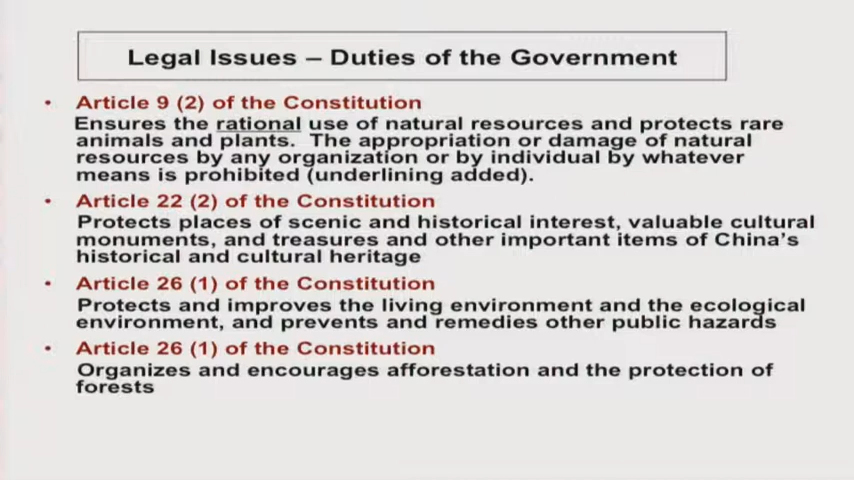 Legal Issues – Duties of the Government
• Article 9 (2) of the Constitution
Ensures the rational use of natural resources and protects rare
animals and plants. The appropriation or damage of natural
resources by any organization or by individual by whatever
means is prohibited (underlining added).
• Article 22 (2) of the Constitution
Protects places of scenic and historical interest, valuable cultural
monuments, and treasures and other important items of China's
historical and cultural heritage
• Article 26 (1) of the Constitution
Protects and improves the living environment and the ecological
environment, and prevents and remedies other public hazards
• Article 26 (1) of the Constitution
Organizes and encourages afforestation and the protection of
forests